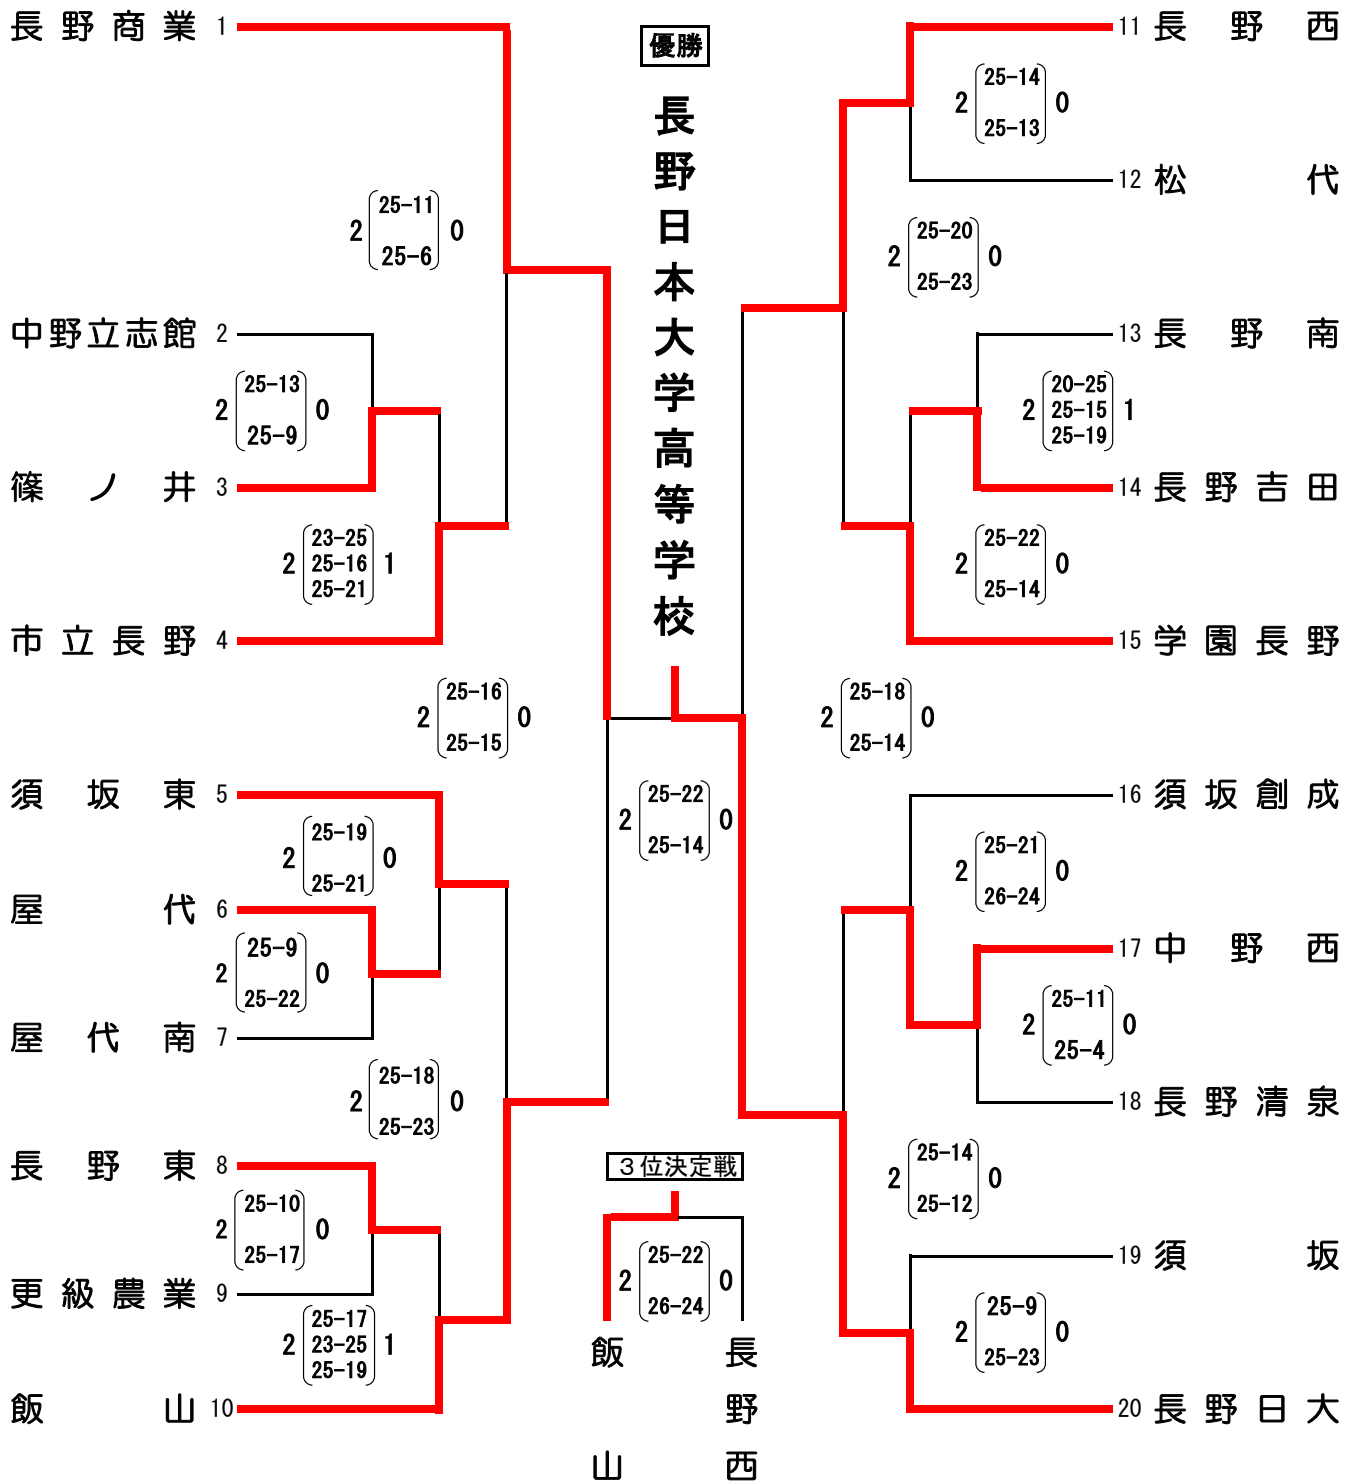 長野商業 1
2 25-11 0
25-6
中野立志館 2
2 25-13 0
25-9
篠ノ井 3
2 23-25 1
25-16
25-21
市立長野 4
2 25-16 0
25-15
須坂東 5
2 25-19 0
25-21
屋代 6
2 25-9 0
25-22
屋代南 7
2 25-18 0
25-23
長野東 8
2 25-10 0
25-17
更級農業 9
2 25-17 1
23-25
25-19
飯山 10
優勝
長野日本大学高等学校
2 25-22 0
25-14
3位決定戦
2 25-22 0
26-24
飯山
長野西
11 長野西
2 25-14 0
25-13
12 松代
2 25-20 0
25-23
13 長野南
2 20-25 1
25-15
25-19
14 長野吉田
2 25-22 0
25-14
15 学園長野
2 25-18 0
25-14
16 須坂創成
2 25-21 0
26-24
17 中野西
2 25-11 0
25-4
18 長野清泉
2 25-14 0
25-12
19 須坂
2 25-9 0
25-23
20 長野日大